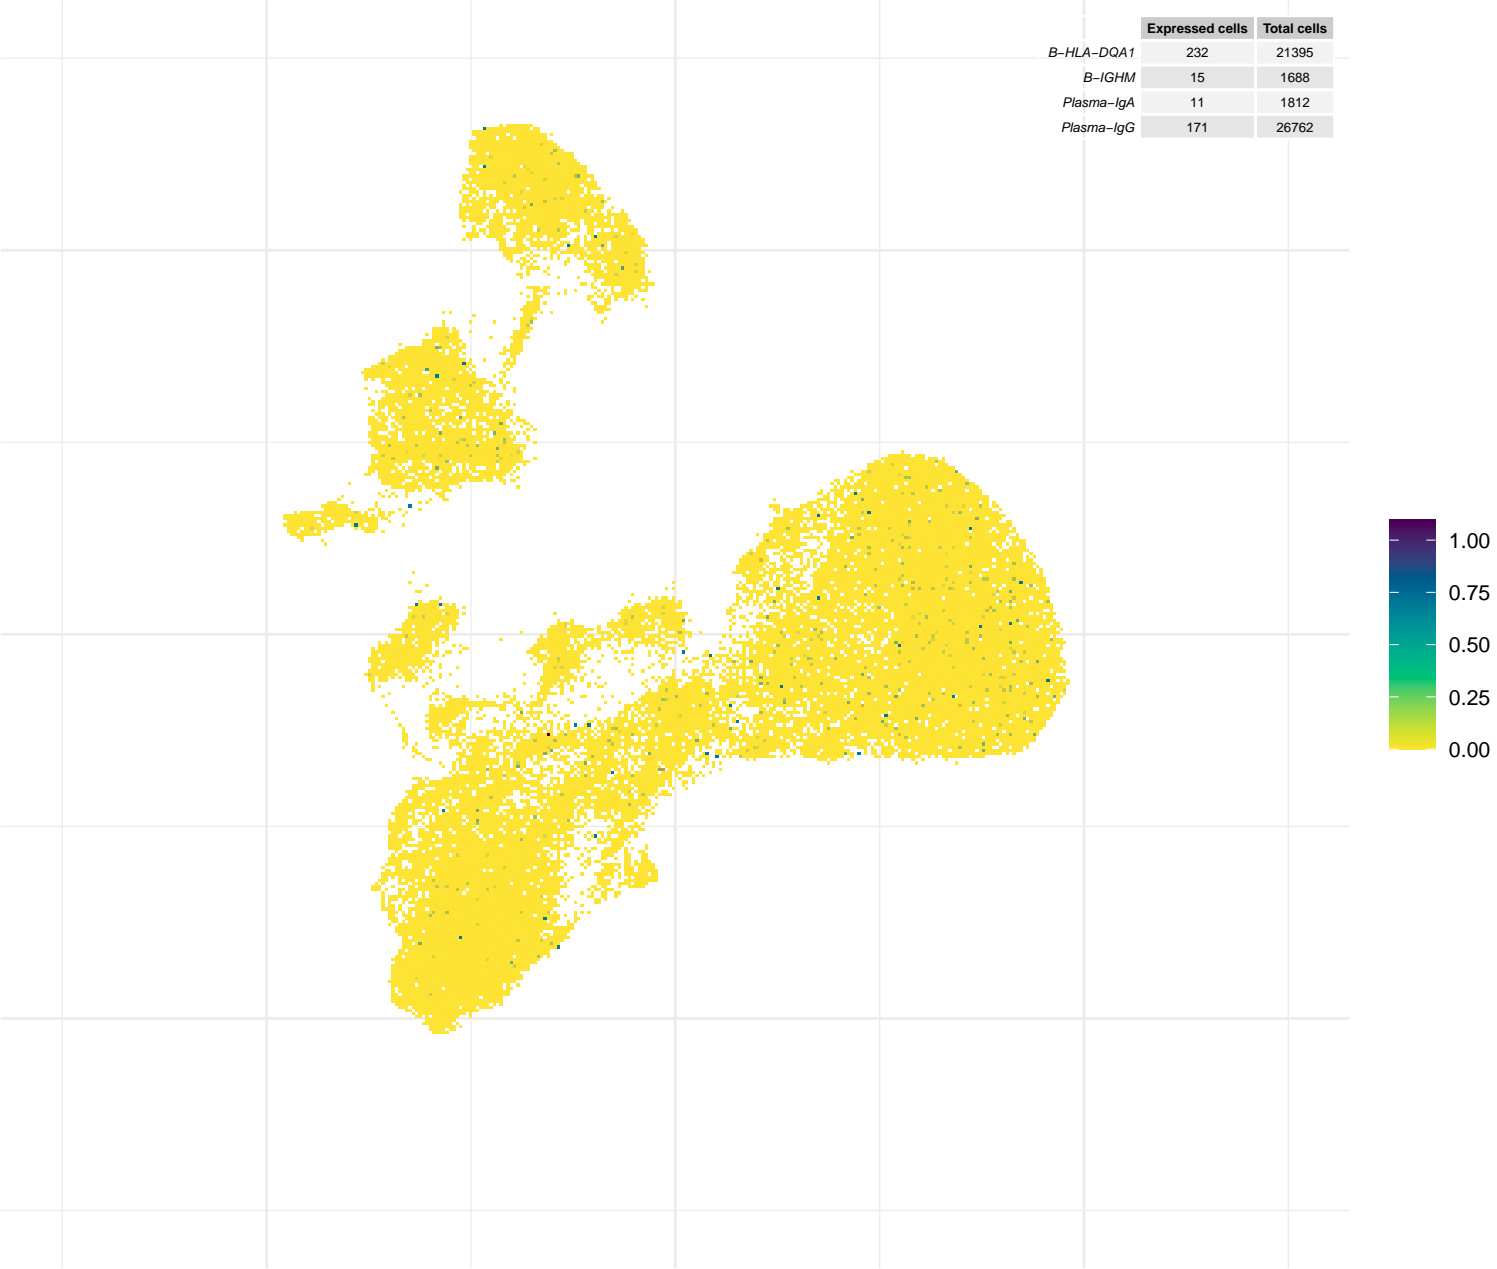 Expressed cells Total cells
B−HLA−DQA1 232 21395
B−IGHM 15 1688
Plasma−IgA 11 1812
Plasma−IgG 171 26762
1.00
0.75
0.50
0.25
0.00